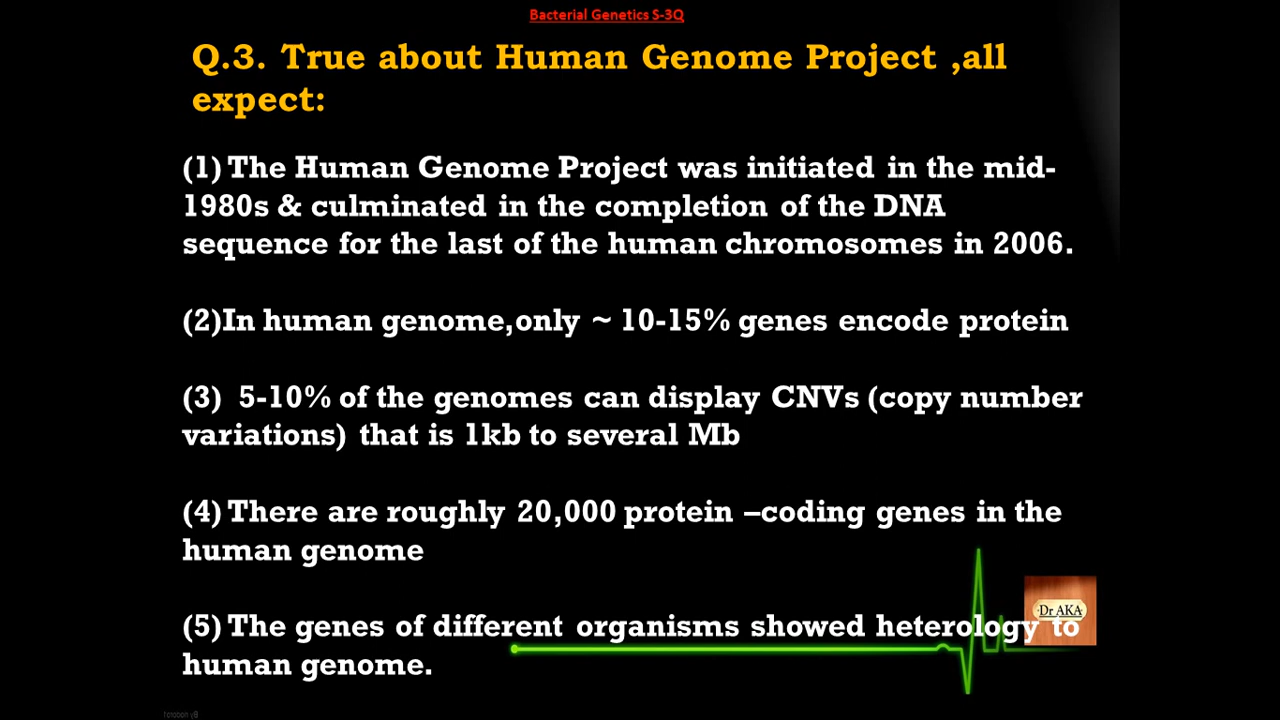 Bacterial Genetics S-3Q
Q.3. True about Human Genome Project ,all
expect:
(1) The Human Genome Project was initiated in the mid-
1980s & culminated in the completion of the DNA
sequence for the last of the human chromosomes in 2006.
(2)In human genome,only ~ 10-15% genes encode protein
(3) 5-10% of the genomes can display CNVs (copy number
variations) that is 1kb to several Mb
(4) There are roughly 20,000 protein –coding genes in the
human genome
Dr AKA
(5) The genes of different organisms showed heterology to
human genome.